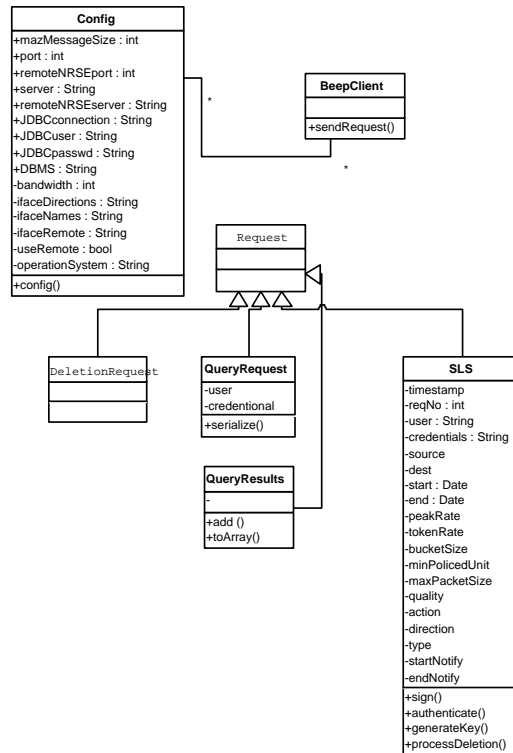 Config
+mazMessageSize : int
+port : int
+remoteNRSEport : int
+server : String
+remoteNRSEserver : String
+JDBCconnection : String
+JDBCuser : String
+JDBCpasswd : String
+DBMS : String
-bandwidth : int
-ifaceDirections : String
-ifaceNames : String
-ifaceRemote : String
-useRemote : bool
-operationSystem : String
+config()
*
BeepClient
+sendRequest()
*
Request
DeletionRequest
QueryRequest
-user
-credentional
+serialize()
QueryResults
-
+add ()
+toArray()
SLS
-timestamp
-reqNo : int
-user : String
-credentials : String
-source
-dest
-start : Date
-end : Date
-peakRate
-tokenRate
-bucketSize
-minPolicedUnit
-maxPacketSize
-quality
-action
-direction
-type
-startNotify
-endNotify
+sign()
+authenticate()
+generateKey()
+processDeletion()